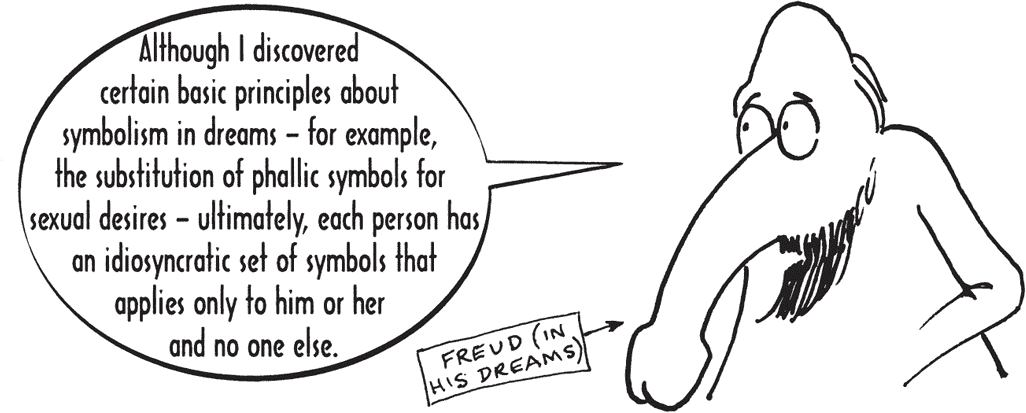 Although I discovered
certain basic principles about
symbolism in dreams – for example,
the substitution of phallic symbols for
sexual desires – ultimately, each person has
an idiosyncratic set of symbols that
applies only to him or her
and no one else.
FREUD (IN
HIS DREAMS)